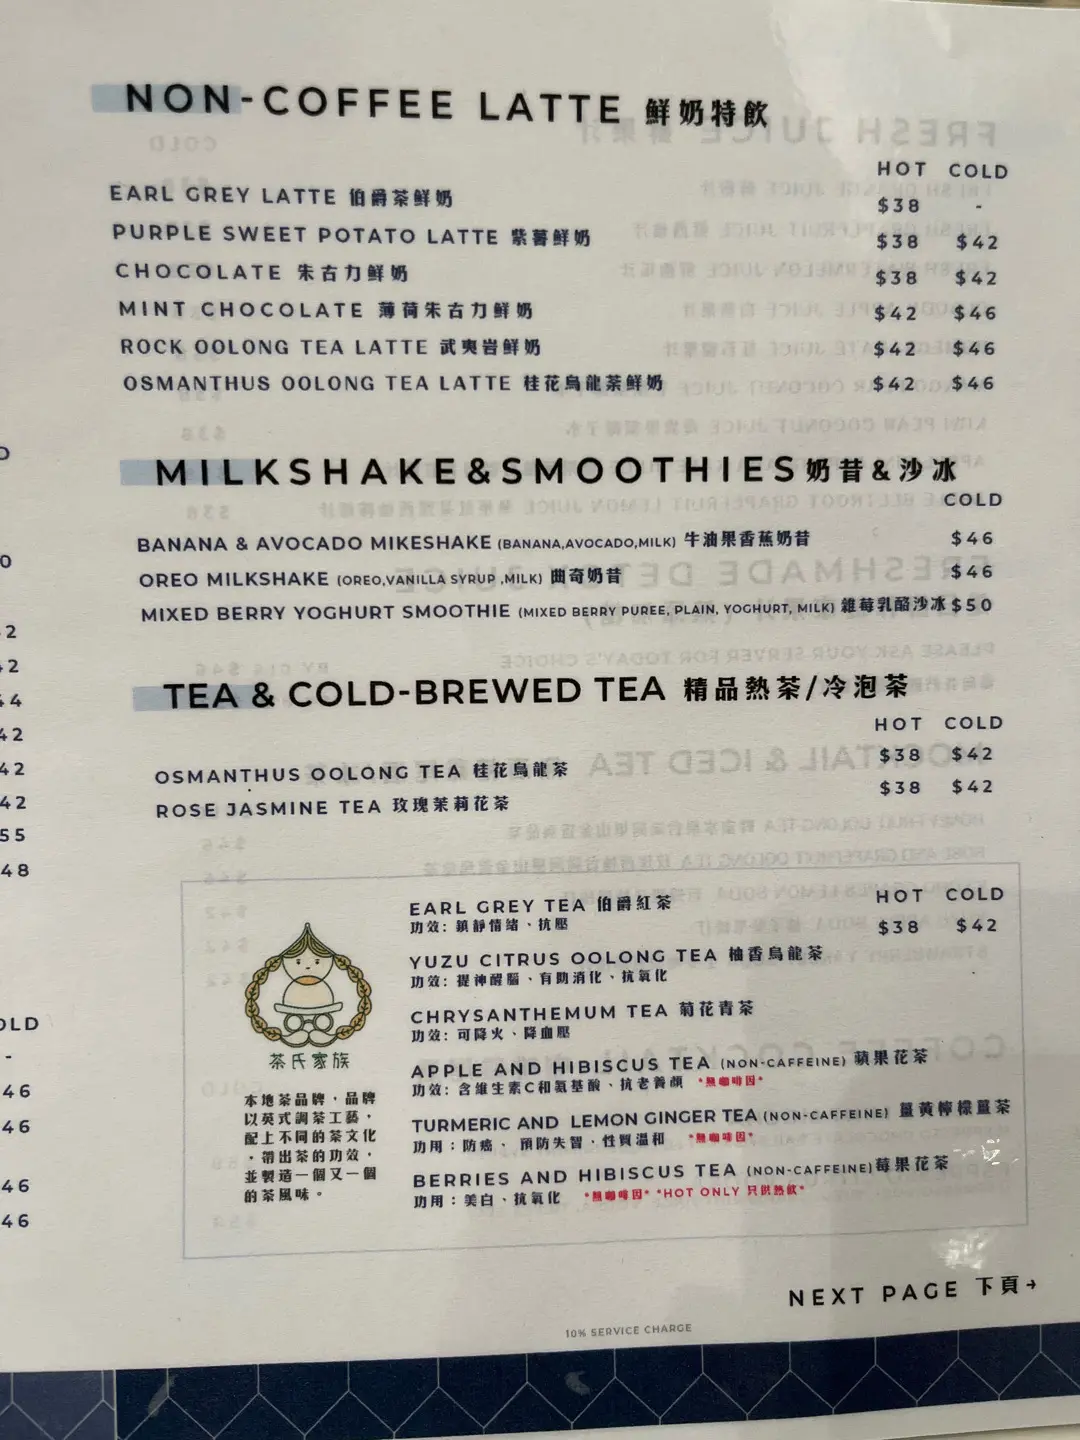 NON-COFFEE LATTE 鮮奶特飲
HOT COLD
EARL GREY LATTE 伯爵茶鮮奶 $38 -
PURPLE SWEET POTATO LATTE 紫薯鮮奶 $38 $42
CHOCOLATE 朱古力鮮奶 $38 $42
MINT CHOCOLATE 薄荷朱古力鮮奶 $42 $46
ROCK OOLONG TEA LATTE 武夷岩鮮奶 $42 $46
OSMANTHUS OOLONG TEA LATTE 桂花烏龍茶鮮奶 $42 $46
MILKSHAKE&SMOOTHIES 奶昔&沙冰
COLD
BANANA & AVOCADO MIKESHAKE (BANANA,AVOCADO,MILK) 牛油果香蕉奶昔 $46
OREO MILKSHAKE (OREO,VANILLA SYRUP ,MILK) 曲奇奶昔 $46
MIXED BERRY YOGHURT SMOOTHIE (MIXED BERRY PUREE, PLAIN, YOGHURT, MILK) 雜莓乳酪沙冰 $50
TEA & COLD-BREWED TEA 精品熱茶/冷泡茶
HOT COLD
OSMANTHUS OOLONG TEA 桂花烏龍茶 $38 $42
ROSE JASMINE TEA 玫瑰茉莉花茶 $38 $42
HOT COLD
EARL GREY TEA 伯爵紅茶 $38 $42
功效: 鎮靜情緒、抗壓
YUZU CITRUS OOLONG TEA 柚香烏龍茶
功效: 提神醒腦、有助消化、抗氧化
CHRYSANTHEMUM TEA 菊花青茶
功效: 可降火、降血壓
APPLE AND HIBISCUS TEA (NON-CAFFEINE) 蘋果花茶
功效: 含維生素C和氨基酸、抗老養顏 *無咖啡因*
TURMERIC AND LEMON GINGER TEA (NON-CAFFEINE) 薑黃檸檬薑茶
功用：防癌、 預防失智、性質溫和 *無咖啡因*
BERRIES AND HIBISCUS TEA (NON-CAFFEINE) 莓果花茶
功用：美白、抗氧化 *無咖啡因* *HOT ONLY 只供熱飲*
茶氏家族
本地茶品牌，品牌
以英式調茶工藝，
配上不同的茶文化
，帶出茶的功效，
並製造一個又一個
的茶風味。
NEXT PAGE 下頁→
10% SERVICE CHARGE